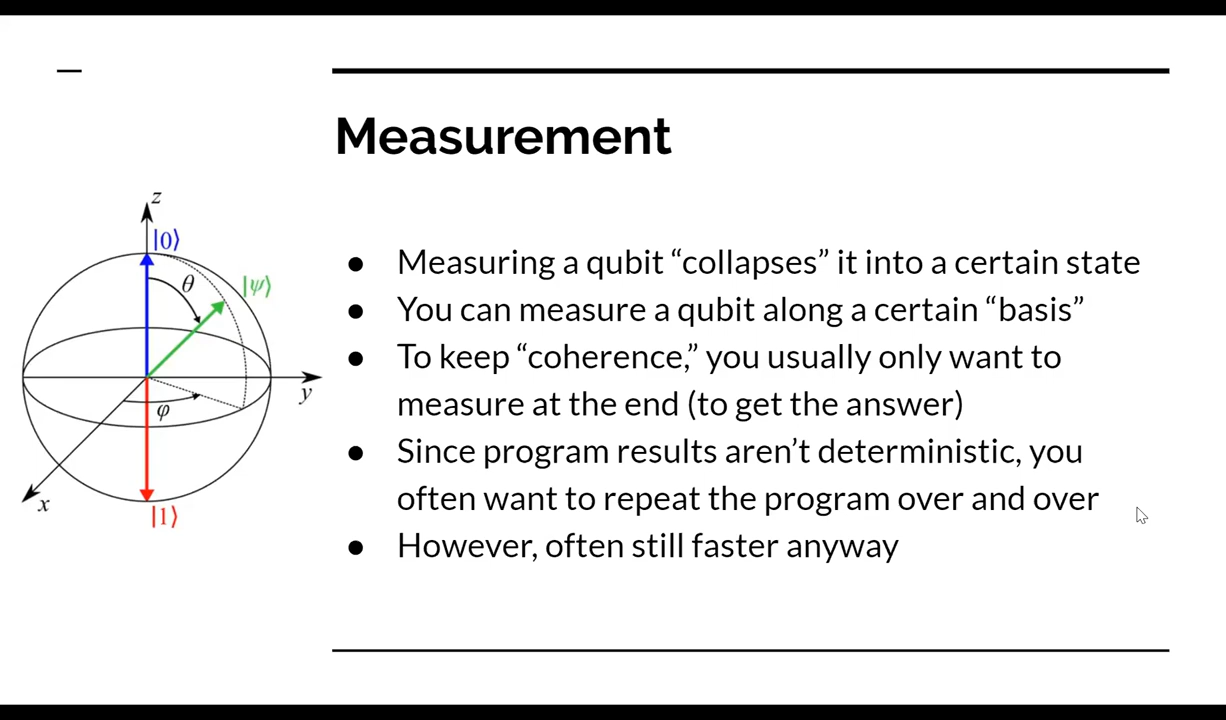 Measurement
z
|0⟩
θ
|ψ⟩
y
φ
x
|1⟩
● Measuring a qubit “collapses” it into a certain state
● You can measure a qubit along a certain “basis”
● To keep “coherence,” you usually only want to
measure at the end (to get the answer)
● Since program results aren’t deterministic, you
often want to repeat the program over and over
● However, often still faster anyway